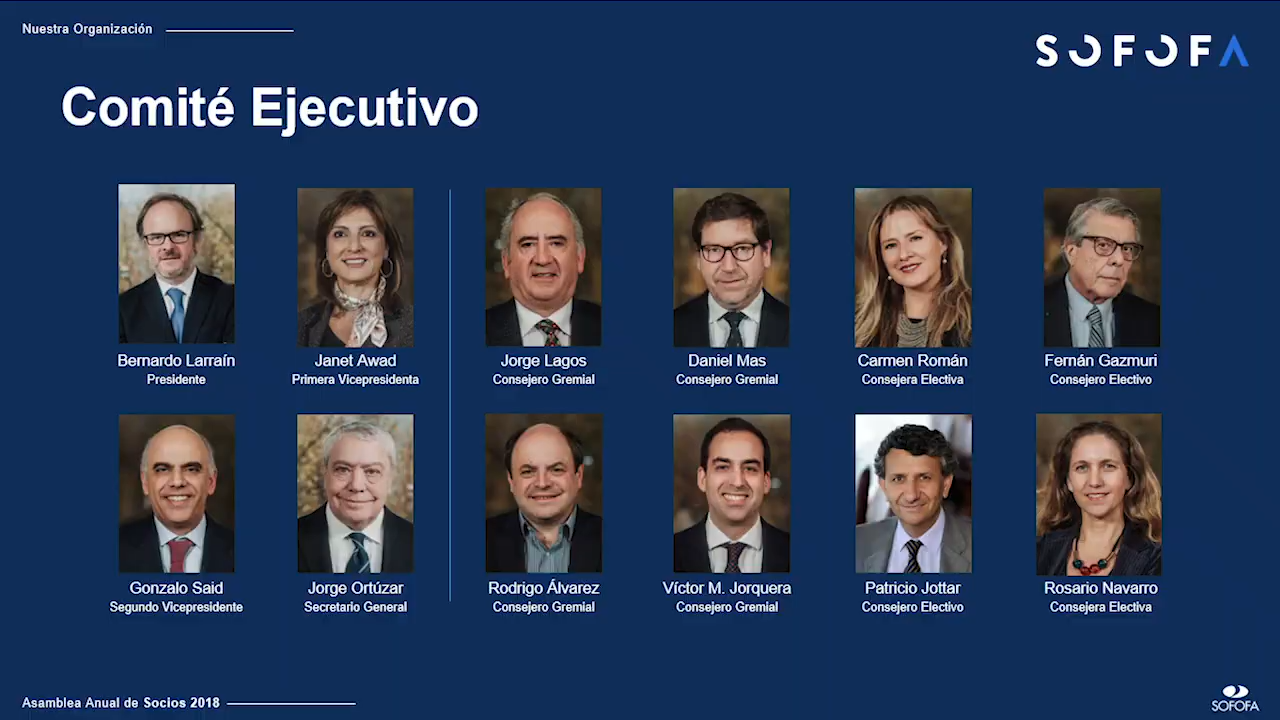 Nuestra Organización
SOFOFA
Comité Ejecutivo
Bernardo Larraín
Presidente
Janet Awad
Primera Vicepresidenta
Jorge Lagos
Consejero Gremial
Daniel Mas
Consejero Gremial
Carmen Román
Consejera Electiva
Fernán Gazmuri
Consejero Electivo
Gonzalo Said
Segundo Vicepresidente
Jorge Ortúzar
Secretario General
Rodrigo Álvarez
Consejero Gremial
Víctor M. Jorquera
Consejero Gremial
Patricio Jottar
Consejero Electivo
Rosario Navarro
Consejera Electiva
Asamblea Anual de Socios 2018
SOFOFA